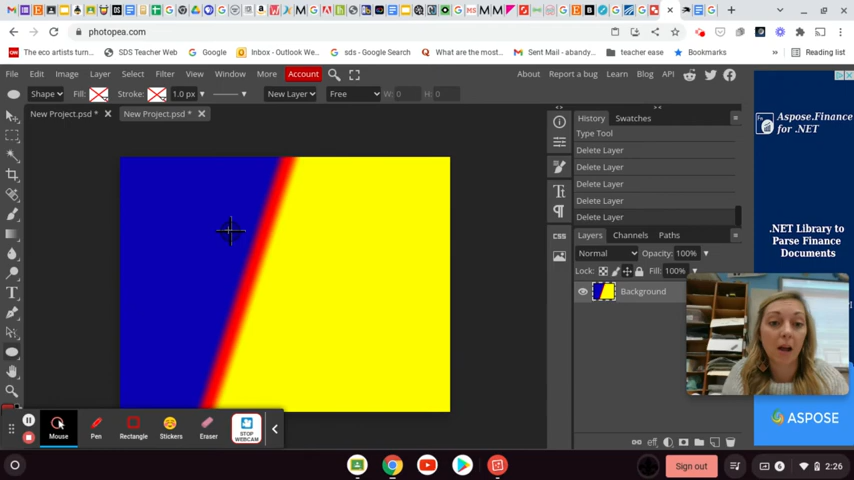 photopea.com
The eco artists turn...
SDS Teacher Web
Google
Inbox - Outlook We...
sds - Google Search
What are the most...
Sent Mail - abandy...
teacher ease
Bookmarks
Reading list
File Edit Image Layer Select Filter View Window More Account
About Report a bug Learn Blog API
Shape Fill: Stroke: 1.0 px New Layer Free W: 0 H: 0
New Project.psd * New Project.psd *
History Swatches
Type Tool
Delete Layer
Delete Layer
Delete Layer
Delete Layer
Delete Layer
CSS
Layers Channels Paths
Normal Opacity: 100%
Lock: Fill: 100%
Background
Aspose.Finance
for .NET
.NET Library to
Parse Finance
Documents
ASPOSE
Mouse
Pen
Rectangle
Stickers
Eraser
STOP
WEBCAM
Sign out
6
2:26